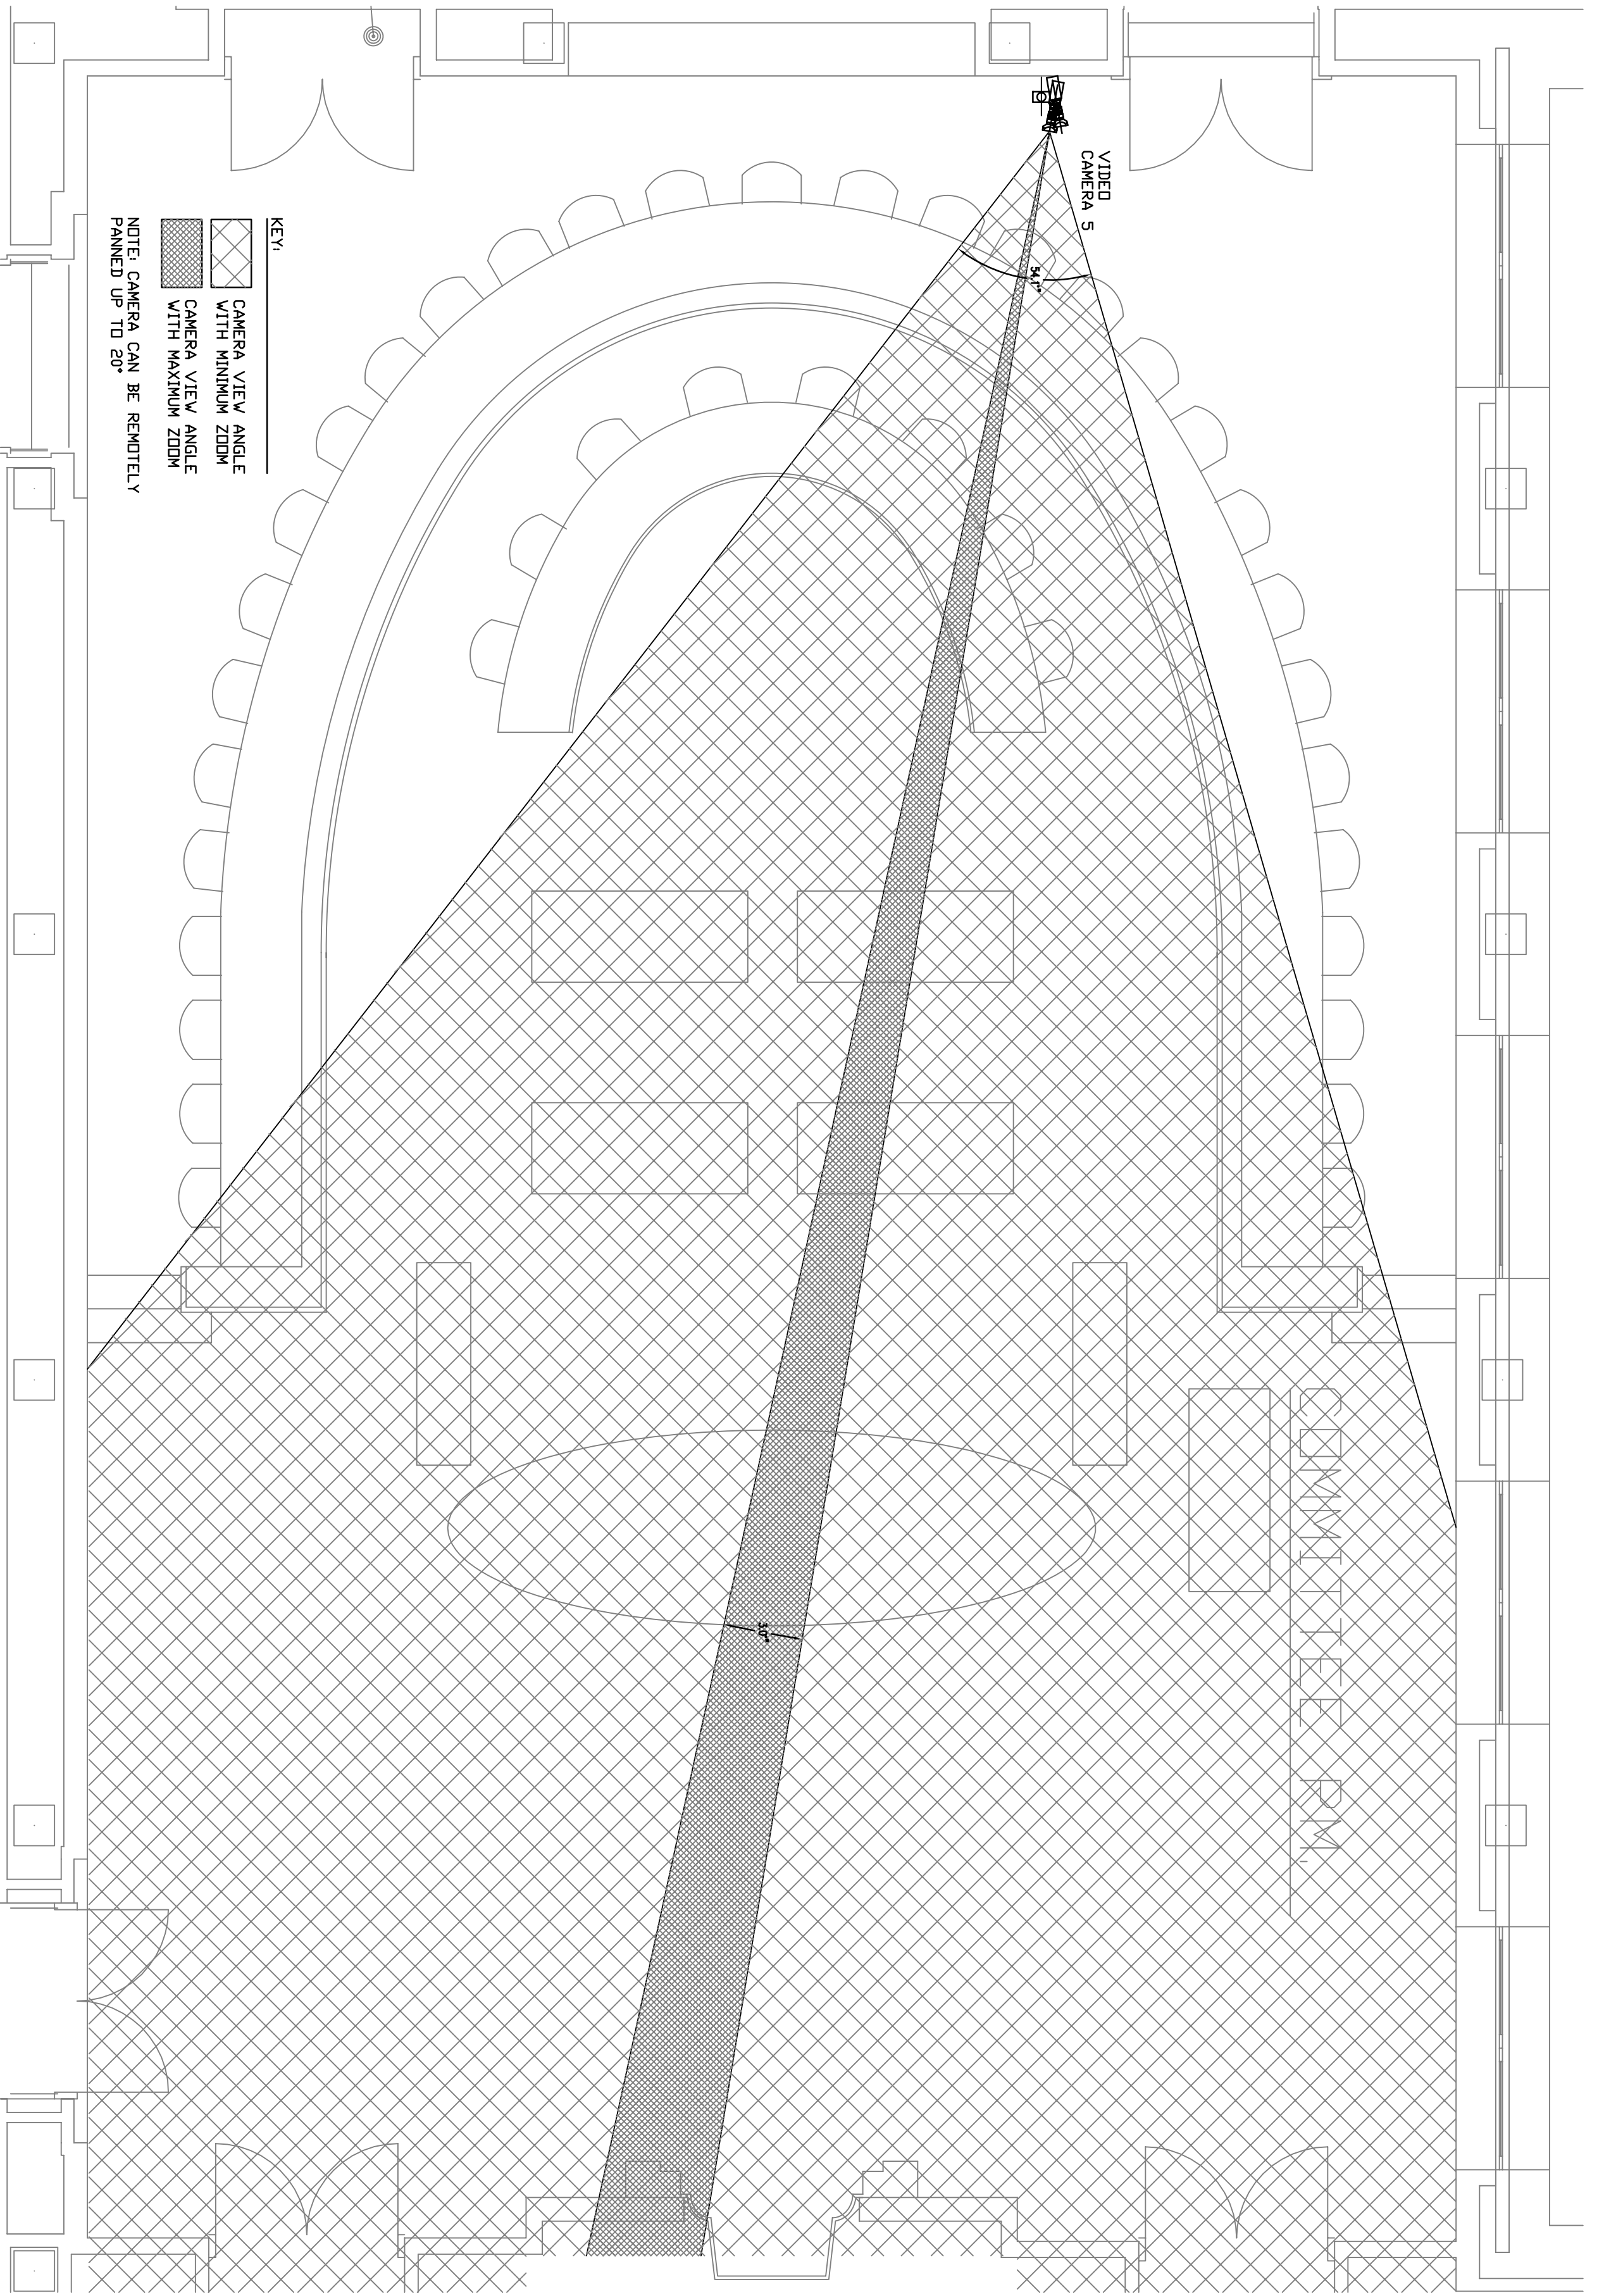 VIDEO
CAMERA 5
54.1°
KEY:
CAMERA VIEW ANGLE
WITH MINIMUM ZOOM
CAMERA VIEW ANGLE
WITH MAXIMUM ZOOM
NOTE: CAMERA CAN BE REMOTELY
PANNED UP TO 20°
COMMITTEE RM.
3.0°